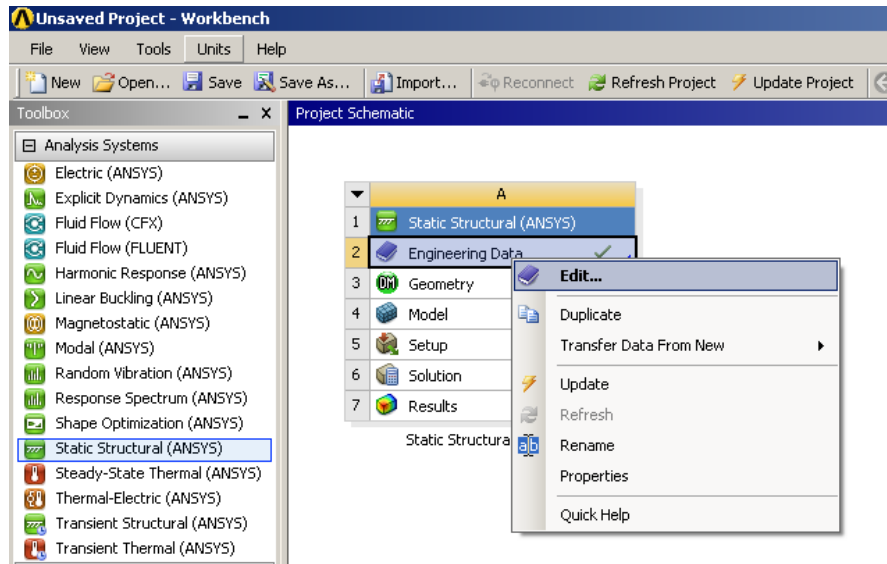 Unsaved Project - Workbench
File View Tools Units Help
New Open... Save Save As... Import... Reconnect Refresh Project Update Project
Toolbox
Project Schematic
Analysis Systems
Electric (ANSYS)
Explicit Dynamics (ANSYS)
Fluid Flow (CFX)
Fluid Flow (FLUENT)
Harmonic Response (ANSYS)
Linear Buckling (ANSYS)
Magnetostatic (ANSYS)
Modal (ANSYS)
Random Vibration (ANSYS)
Response Spectrum (ANSYS)
Shape Optimization (ANSYS)
Static Structural (ANSYS)
Steady-State Thermal (ANSYS)
Thermal-Electric (ANSYS)
Transient Structural (ANSYS)
Transient Thermal (ANSYS)
A
1 Static Structural (ANSYS)
2 Engineering Data
3 DM Geometry
4 Model
5 Setup
6 Solution
7 Results
Static Structura
Edit...
Duplicate
Transfer Data From New
Update
Refresh
ab Rename
Properties
Quick Help